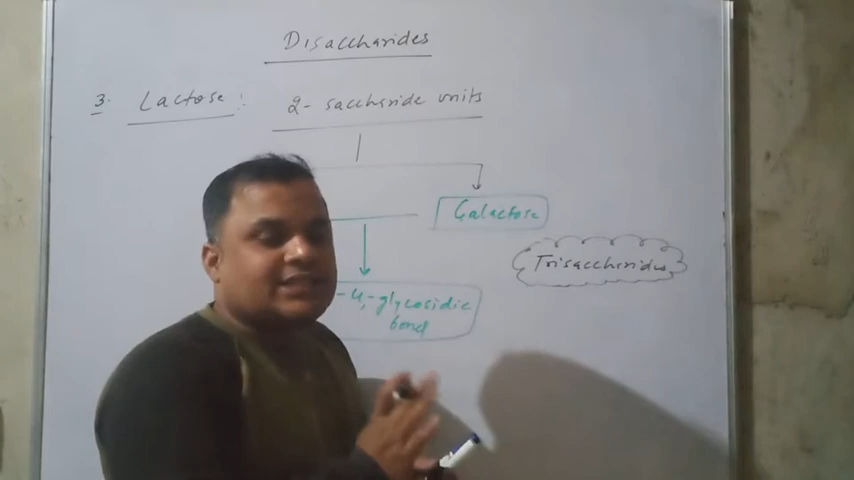 Disaccharides
3. Lactose: 2- saccharide units
Galactose
Trisaccharides
-4,-glycosidic
bond